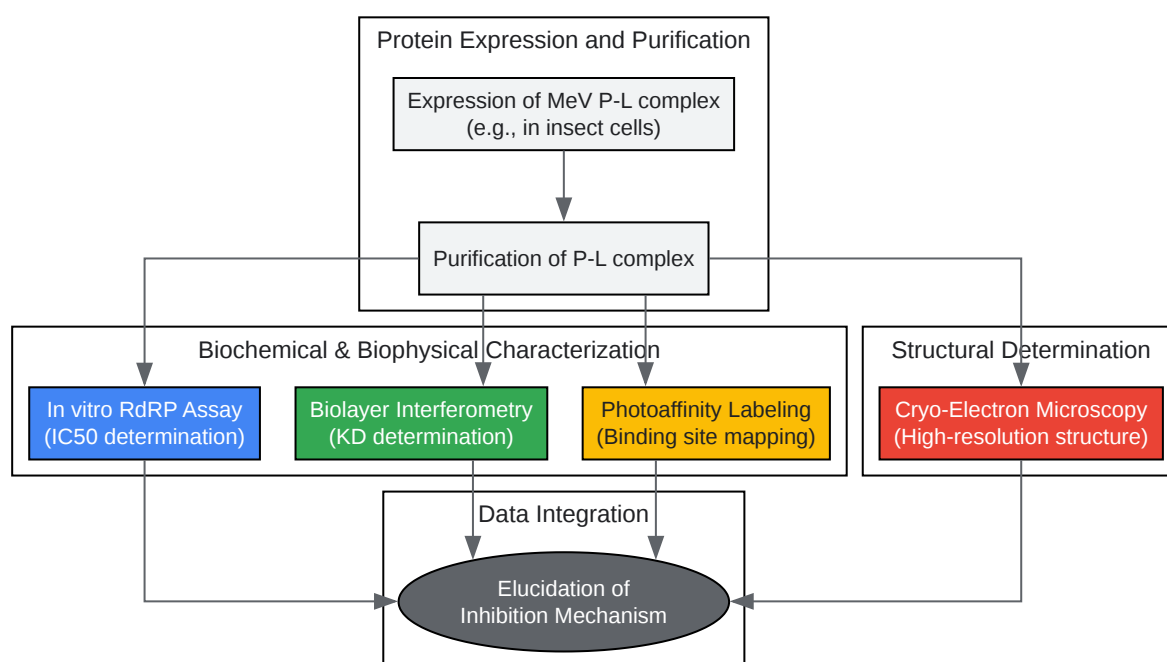 Protein Expression and Purification
Expression of MeV P-L complex
(e.g., in insect cells)
Purification of P-L complex
Biochemical & Biophysical Characterization
Structural Determination
In vitro RdRP Assay
(IC50 determination)
Biolayer Interferometry
(KD determination)
Photoaffinity Labeling
(Binding site mapping)
Cryo-Electron Microscopy
(High-resolution structure)
Data Integration
Elucidation of
Inhibition Mechanism